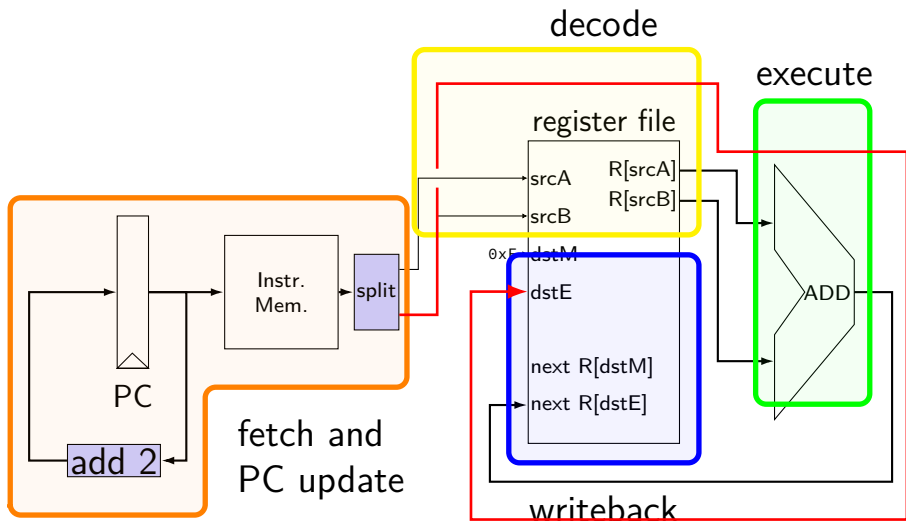 decode
execute
register file
srcA
R[srcA]
R[srcB]
srcB
0xF
dstM
Instr.
Mem.
split
dstE
ADD
PC
next R[dstM]
next R[dstE]
add 2
fetch and
PC update
writeback